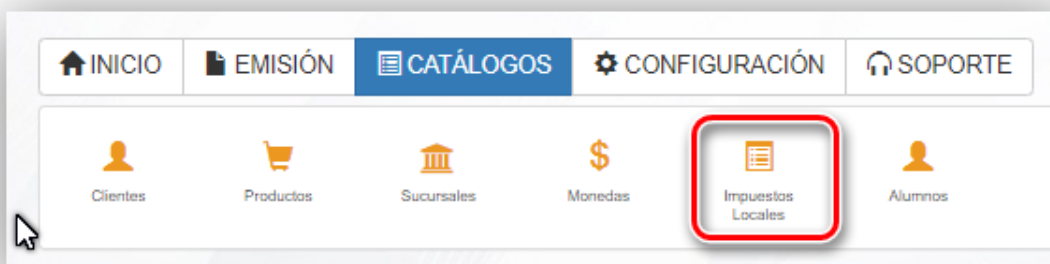 INICIO EMISIÓN CATÁLOGOS CONFIGURACIÓN SOPORTE
Clientes Productos Sucursales Monedas Impuestos Locales Alumnos